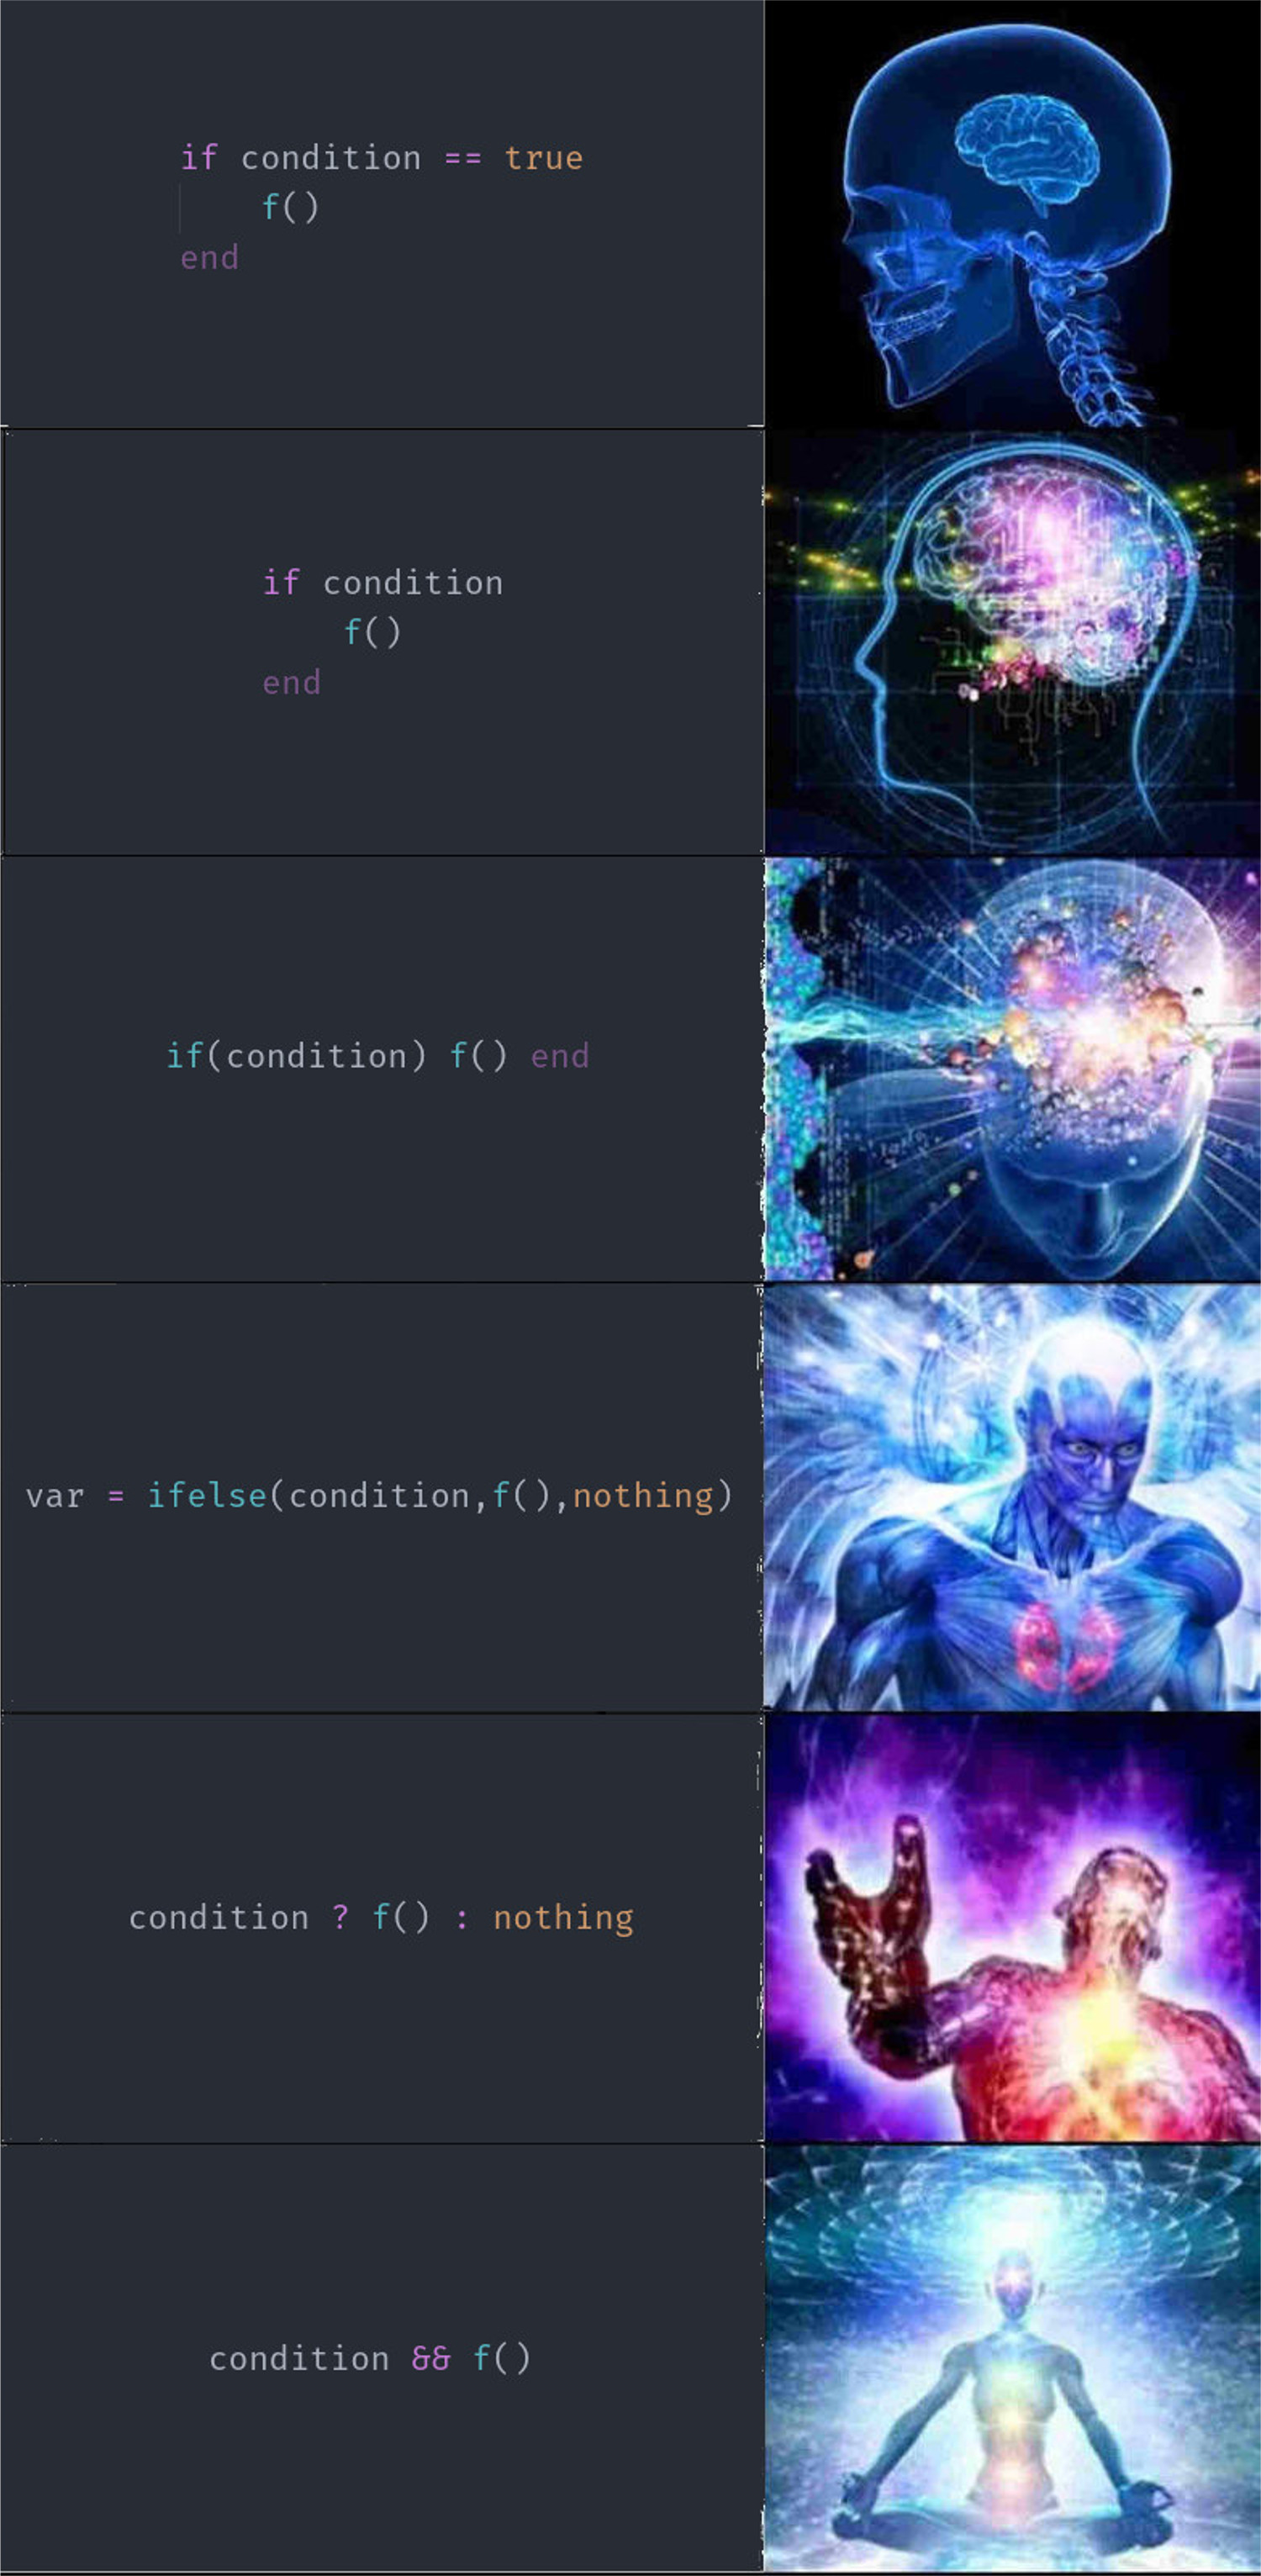 if condition == true
f()
end
if condition
f()
end
if(condition) f() end
var = ifelse(condition,f(),nothing)
condition ? f() : nothing
condition && f()